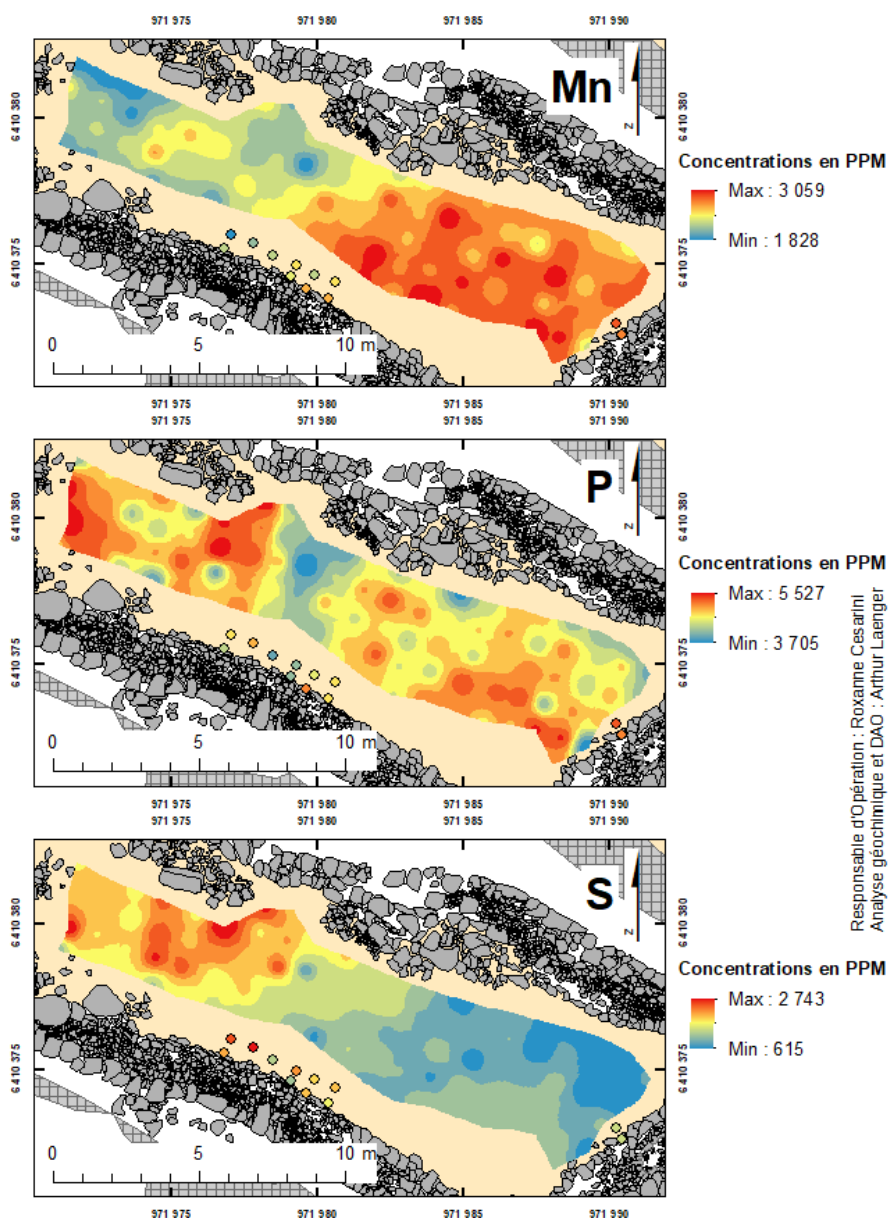 971 975 971 980 971 985 971 990
Mn
N
6 410 380 6 410 380
6 410 375 6 410 375
Concentrations en PPM
Max : 3 059
Min : 1 828
0 5 10 m
971 975 971 980 971 985 971 990
971 975 971 980 971 985 971 990
P
N
6 410 380 6 410 380
6 410 375 6 410 375
Concentrations en PPM
Max : 5 527
Min : 3 705
0 5 10 m
971 975 971 980 971 985 971 990
971 975 971 980 971 985 971 990
S
N
6 410 380 6 410 380
6 410 375 6 410 375
Concentrations en PPM
Max : 2 743
Min : 615
0 5 10 m
971 975 971 980 971 985 971 990
Responsable d'Opération : Roxanne Cesarini
Analyse géochimique et DAO : Arthur Laenger